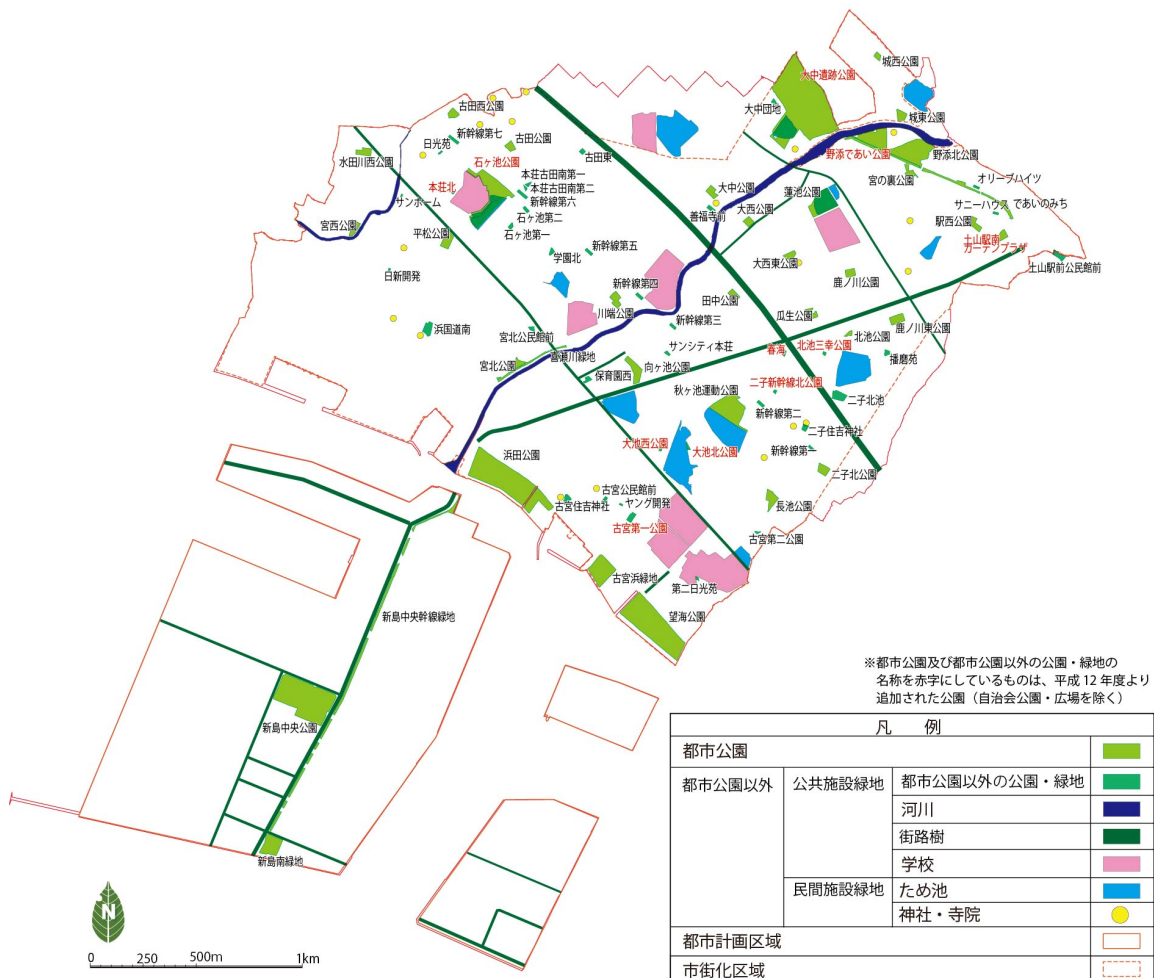 城西公園
大中遺跡公園
古田西公園
大中団地
城東公園
日光苑
新幹線第七
古田公園
水田川西公園
石ヶ池公園
古田東
野添であい公園
野添北公園
本荘古田南第一
宮の裏公園
オリーブハイツ
本荘北
本荘古田南第二
大中公園
蓮池公園
サンホーム
新幹線第六
サニーハウス
であいのみち
石ヶ池第二
善福寺前
大西公園
駅西公園
宮西公園
石ヶ池第一
平松公園
土山駅南
ガーデンプラザ
学園北
新幹線第五
大西東公園
土山駅前公民館前
日新開発
鹿ノ川公園
新幹線第四
田中公園
川端公園
瓜生公園
浜国道南
新幹線第三
鹿ノ川東公園
宮北公民館前
北池公園
サンシティ本荘
春海
北池三幸公園
播磨苑
喜瀬川緑地
宮北公園
保育園西
向ヶ池公園
二子新幹線北公園
秋ヶ池運動公園
二子北池
新幹線第二
二子住吉神社
大池西公園
大池北公園
新幹線第一
浜田公園
二子北公園
古宮公民館前
古宮住吉神社
ヤング開発
長池公園
古宮第一公園
古宮第二公園
古宮浜緑地
第二日光苑
望海公園
新島中央幹線緑地
新島中央公園
新島南緑地
※都市公園及び都市公園以外の公園・緑地の
名称を赤字にしているものは、平成 12 年度より
追加された公園（自治会公園・広場を除く）
凡　例
都市公園
都市公園以外
公共施設緑地
都市公園以外の公園・緑地
河川
街路樹
学校
民間施設緑地
ため池
神社・寺院
都市計画区域
市街化区域
N
0 250 500m 1km